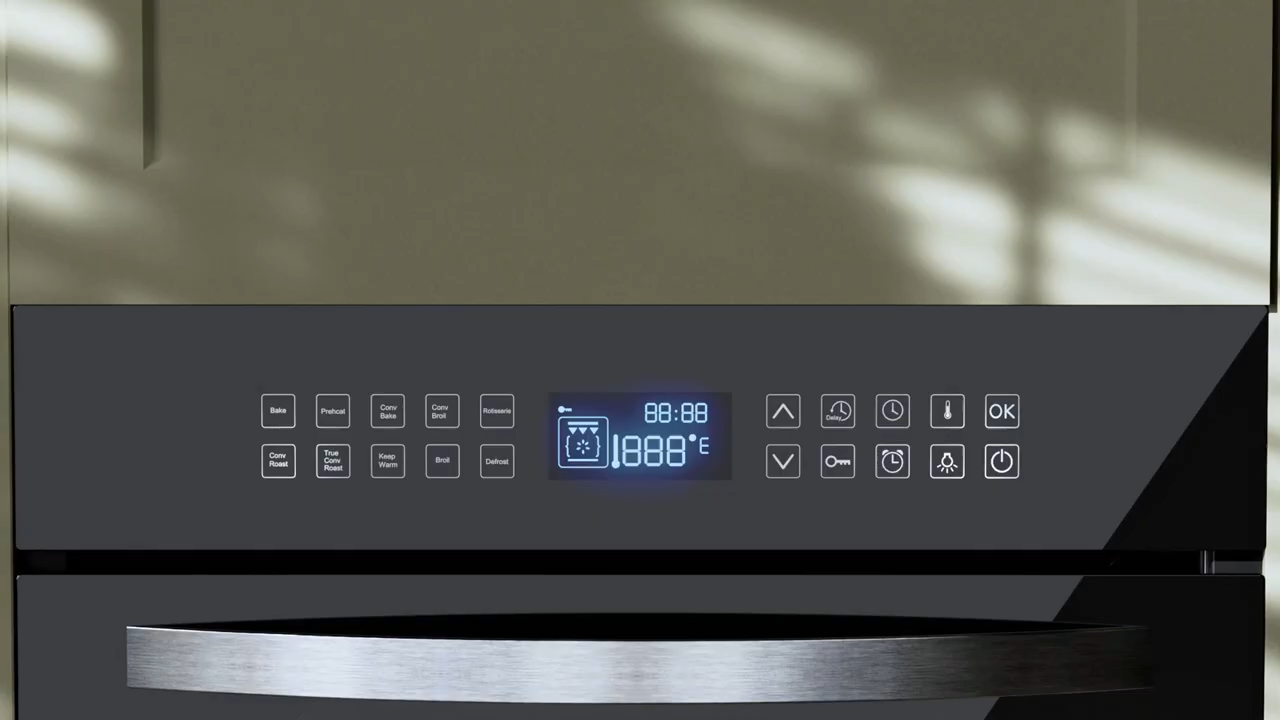 Bake
Preheat
Conv
Bake
Conv
Broil
Rotisserie
88:88
Delay
OK
Conv
Roast
True
Conv
Roast
Keep
Warm
Broil
Defrost
888°E